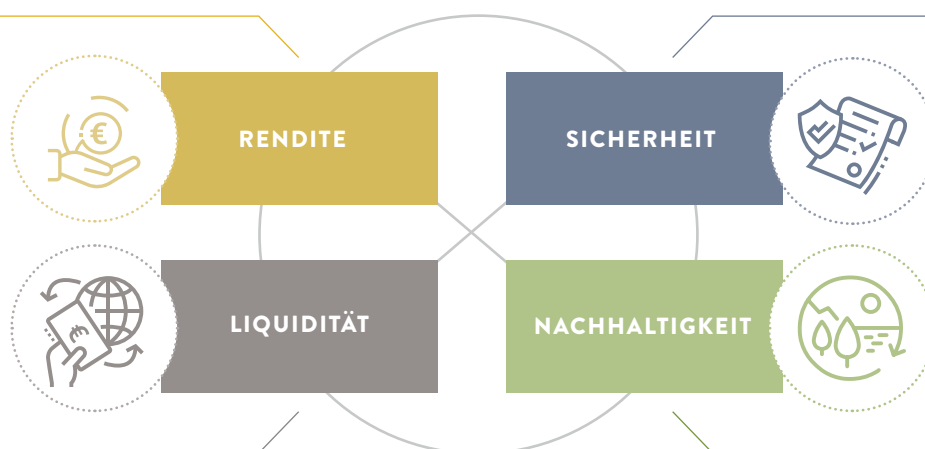 RENDITE
SICHERHEIT
LIQUIDITÄT
NACHHALTIGKEIT
€
€